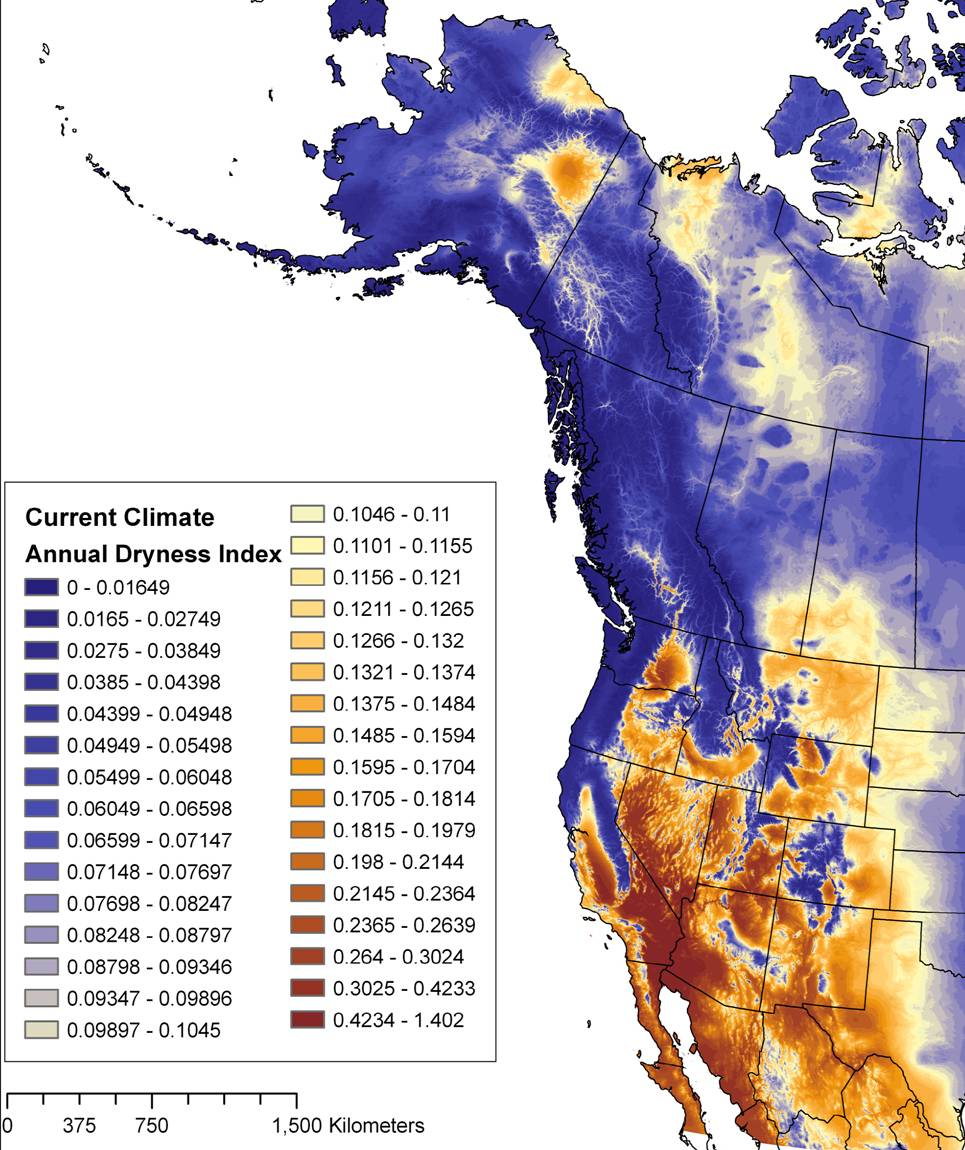 Current Climate
Annual Dryness Index
0 - 0.01649
0.0165 - 0.02749
0.0275 - 0.03849
0.0385 - 0.04398
0.04399 - 0.04948
0.04949 - 0.05498
0.05499 - 0.06048
0.06049 - 0.06598
0.06599 - 0.07147
0.07148 - 0.07697
0.07698 - 0.08247
0.08248 - 0.08797
0.08798 - 0.09346
0.09347 - 0.09896
0.09897 - 0.1045
0.1046 - 0.11
0.1101 - 0.1155
0.1156 - 0.121
0.1211 - 0.1265
0.1266 - 0.132
0.1321 - 0.1374
0.1375 - 0.1484
0.1485 - 0.1594
0.1595 - 0.1704
0.1705 - 0.1814
0.1815 - 0.1979
0.198 - 0.2144
0.2145 - 0.2364
0.2365 - 0.2639
0.264 - 0.3024
0.3025 - 0.4233
0.4234 - 1.402
0 375 750 1,500 Kilometers